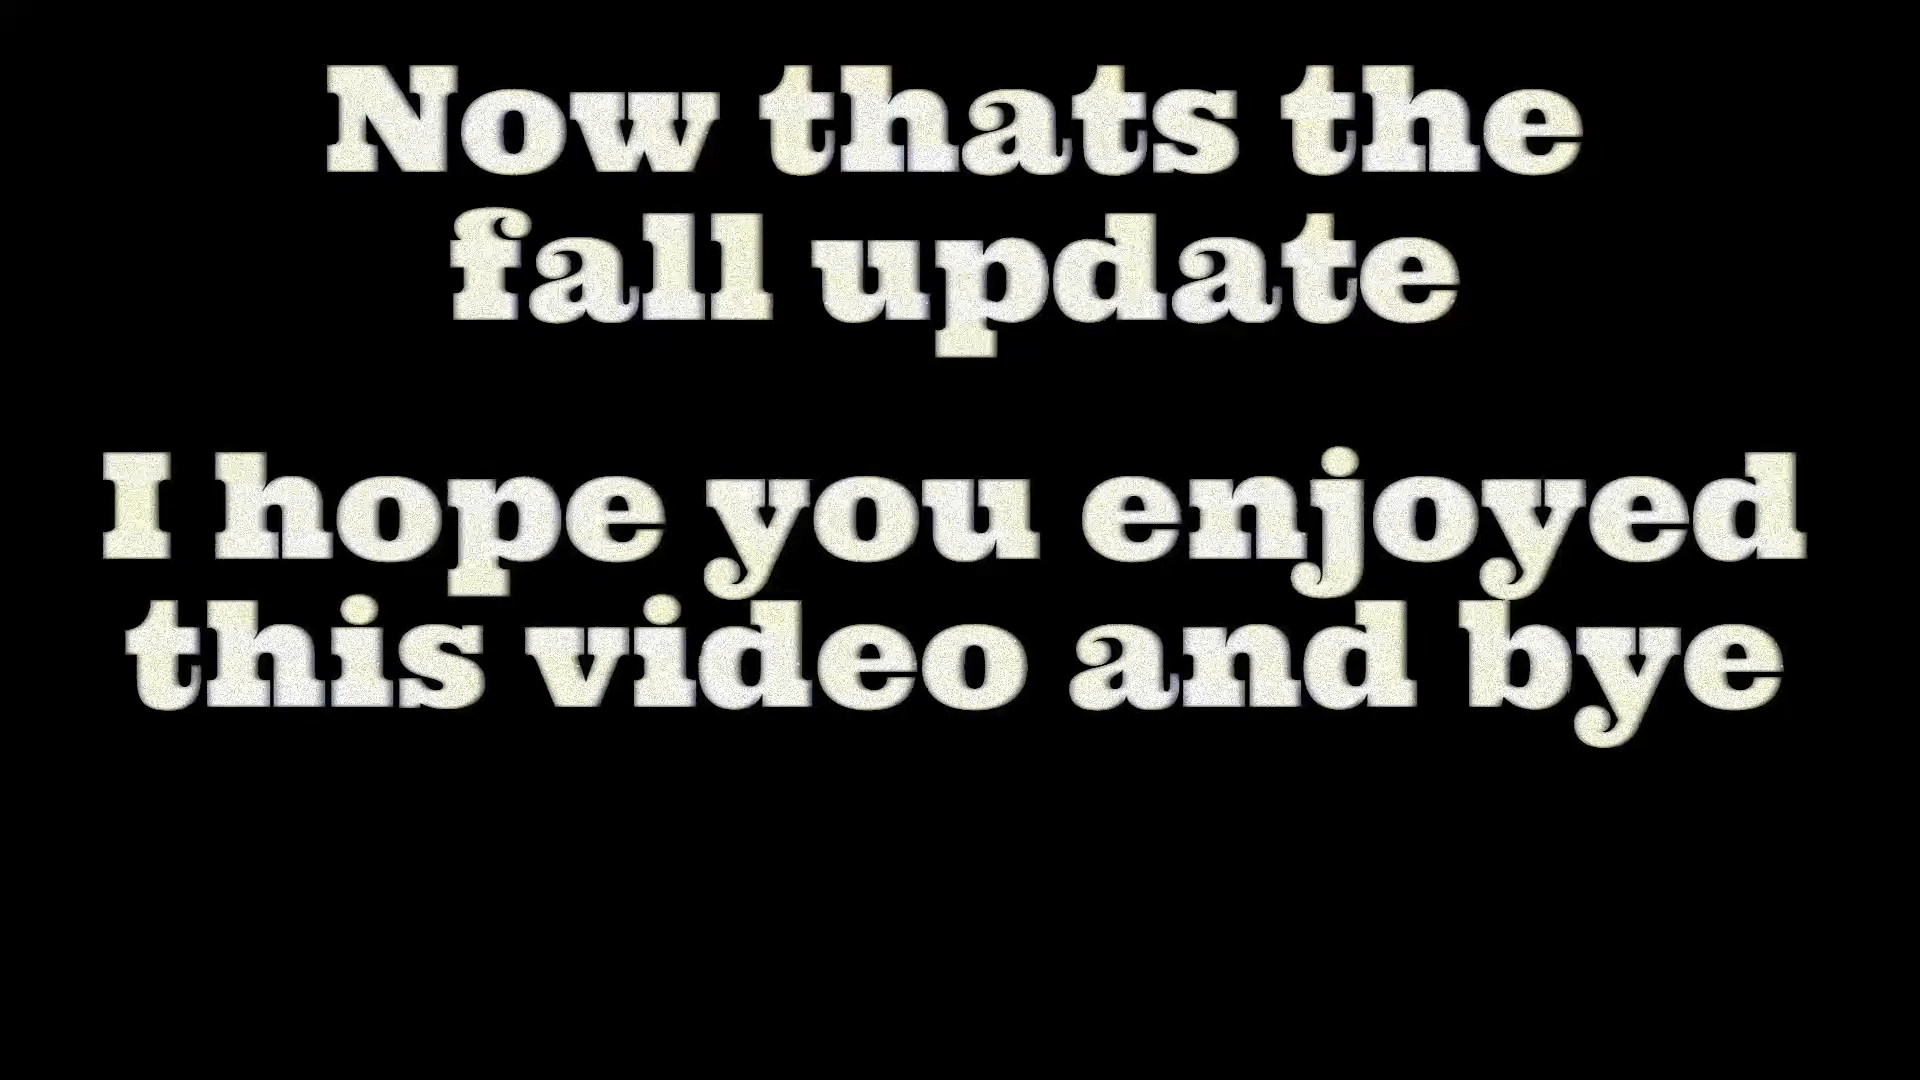 Now thats the
fall update
I hope you enjoyed
this video and bye